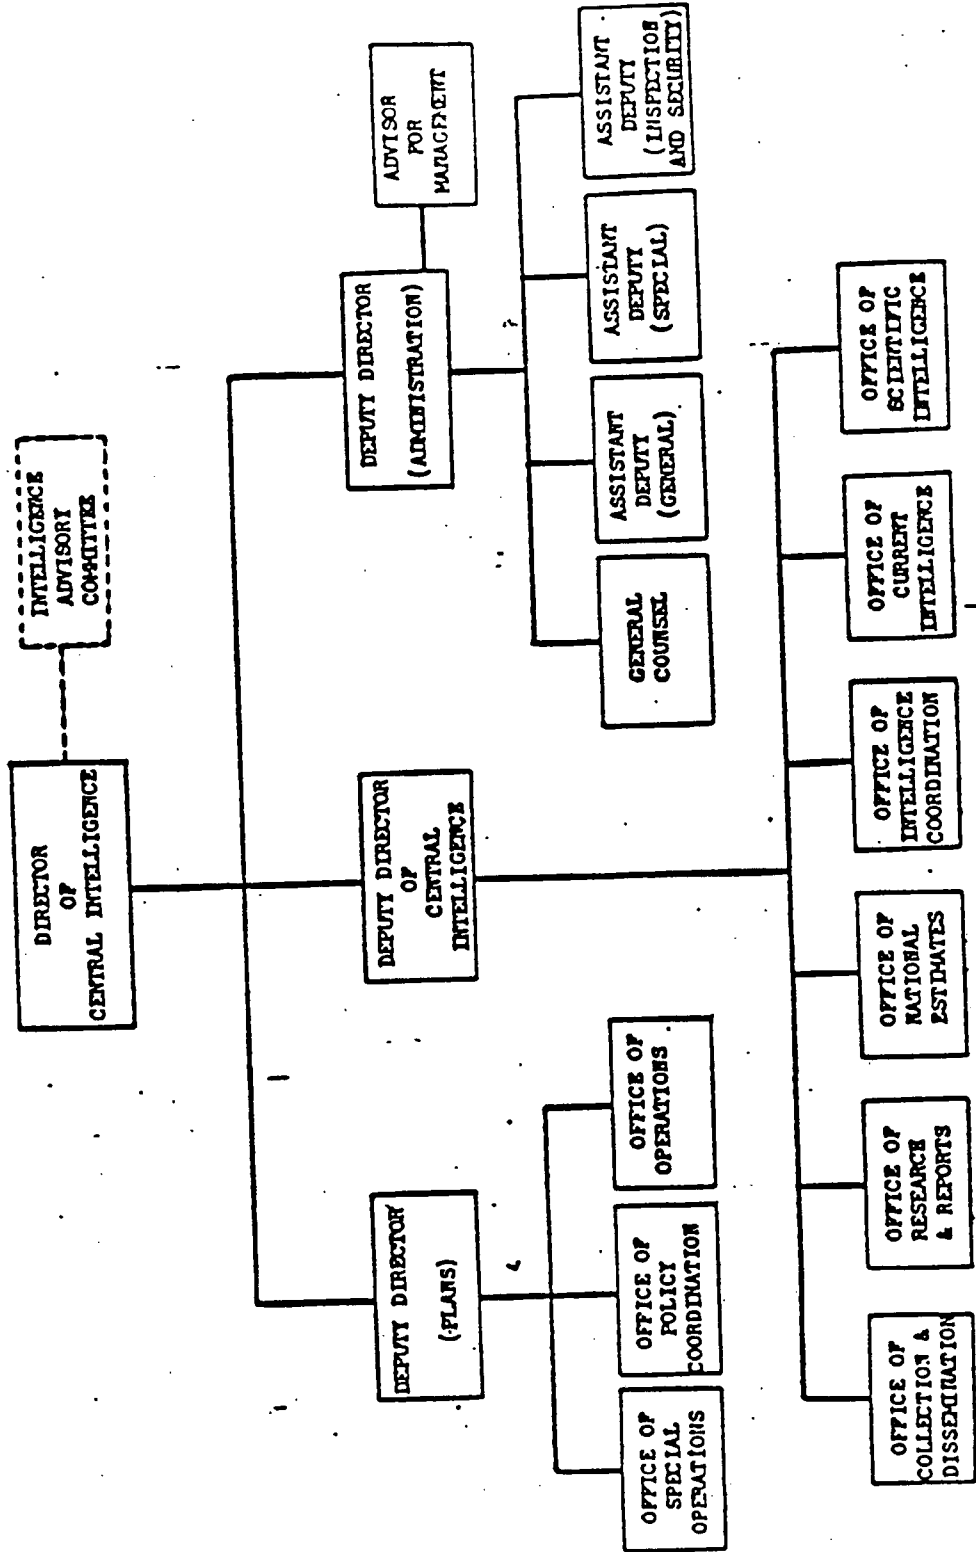 DIRECTOR
OF
CENTRAL INTELLIGENCE
INTELLIGENCE
ADVISORY
COMMITTEE
DEPUTY DIRECTOR
(PLANS)
DEPUTY DIRECTOR
OF
CENTRAL
INTELLIGENCE
DEPUTY DIRECTOR
(ADMINISTRATION)
ADVISOR
FOR
MANAGEMENT
OFFICE OF
SPECIAL
OPERATIONS
OFFICE OF
POLICY
COORDINATION
OFFICE OF
OPERATIONS
GENERAL
COUNSEL
ASSISTANT
DEPUTY
(GENERAL)
ASSISTANT
DEPUTY
(SPECIAL)
ASSISTANT
DEPUTY
(INSPECTION
AND SECURITY)
OFFICE OF
COLLECTION &
DISSEMINATION
OFFICE OF
RESEARCH
& REPORTS
OFFICE OF
NATIONAL
ESTIMATES
OFFICE OF
INTELLIGENCE
COORDINATION
OFFICE OF
CURRENT
INTELLIGENCE
OFFICE OF
SCIENTIFIC
INTELLIGENCE